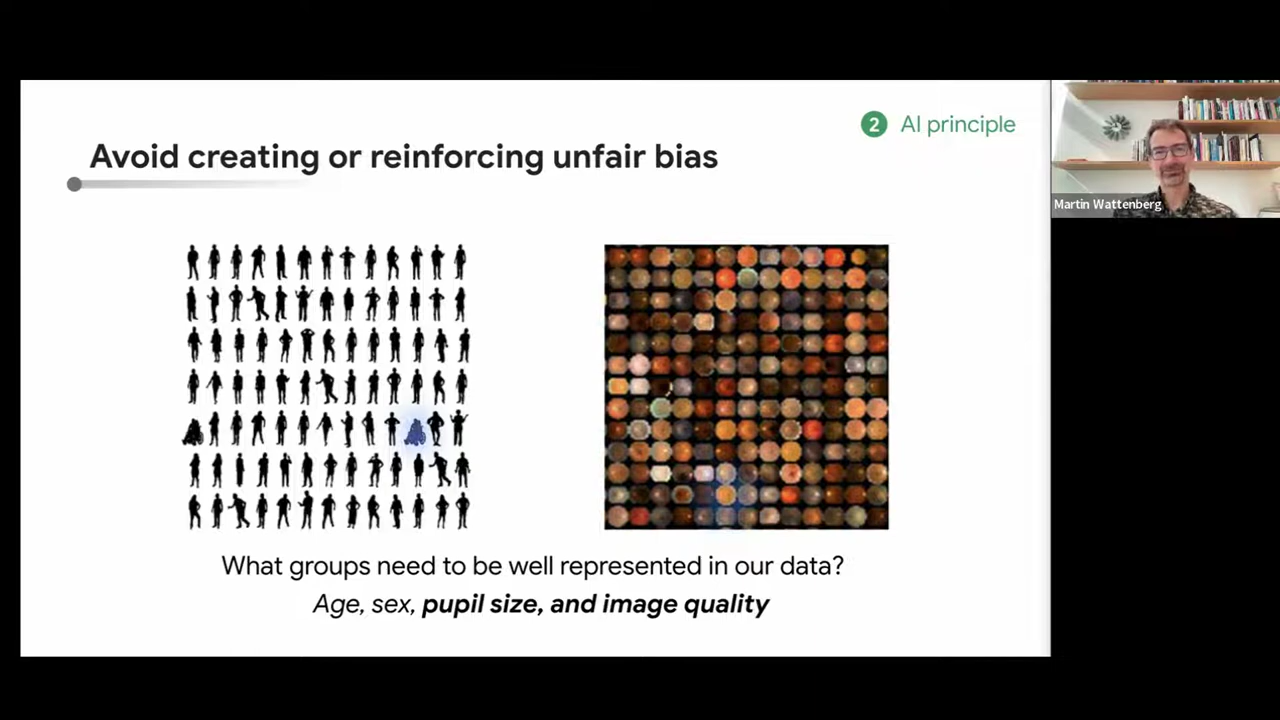 2 AI principle
Avoid creating or reinforcing unfair bias
Martin Wattenberg
What groups need to be well represented in our data?
Age, sex, pupil size, and image quality